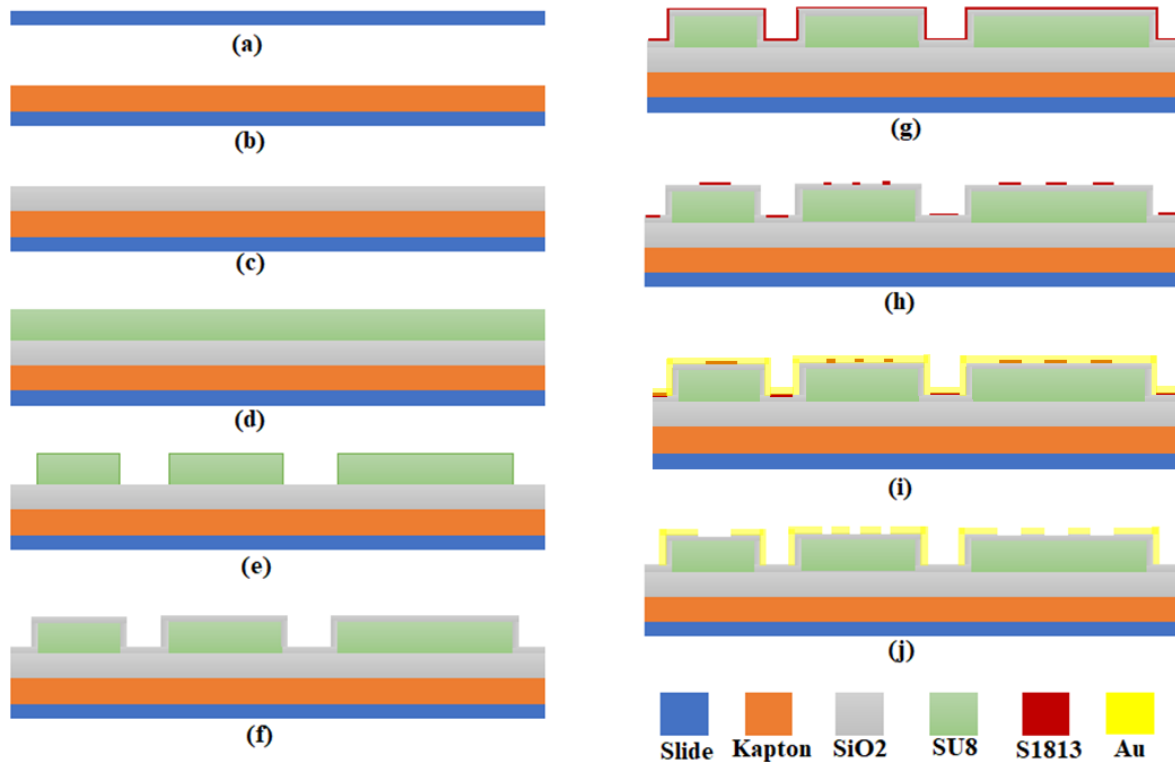 (a)
(b)
(c)
(d)
(e)
(f)
(g)
(h)
(i)
(j)
Slide Kapton SiO2 SU8 S1813 Au